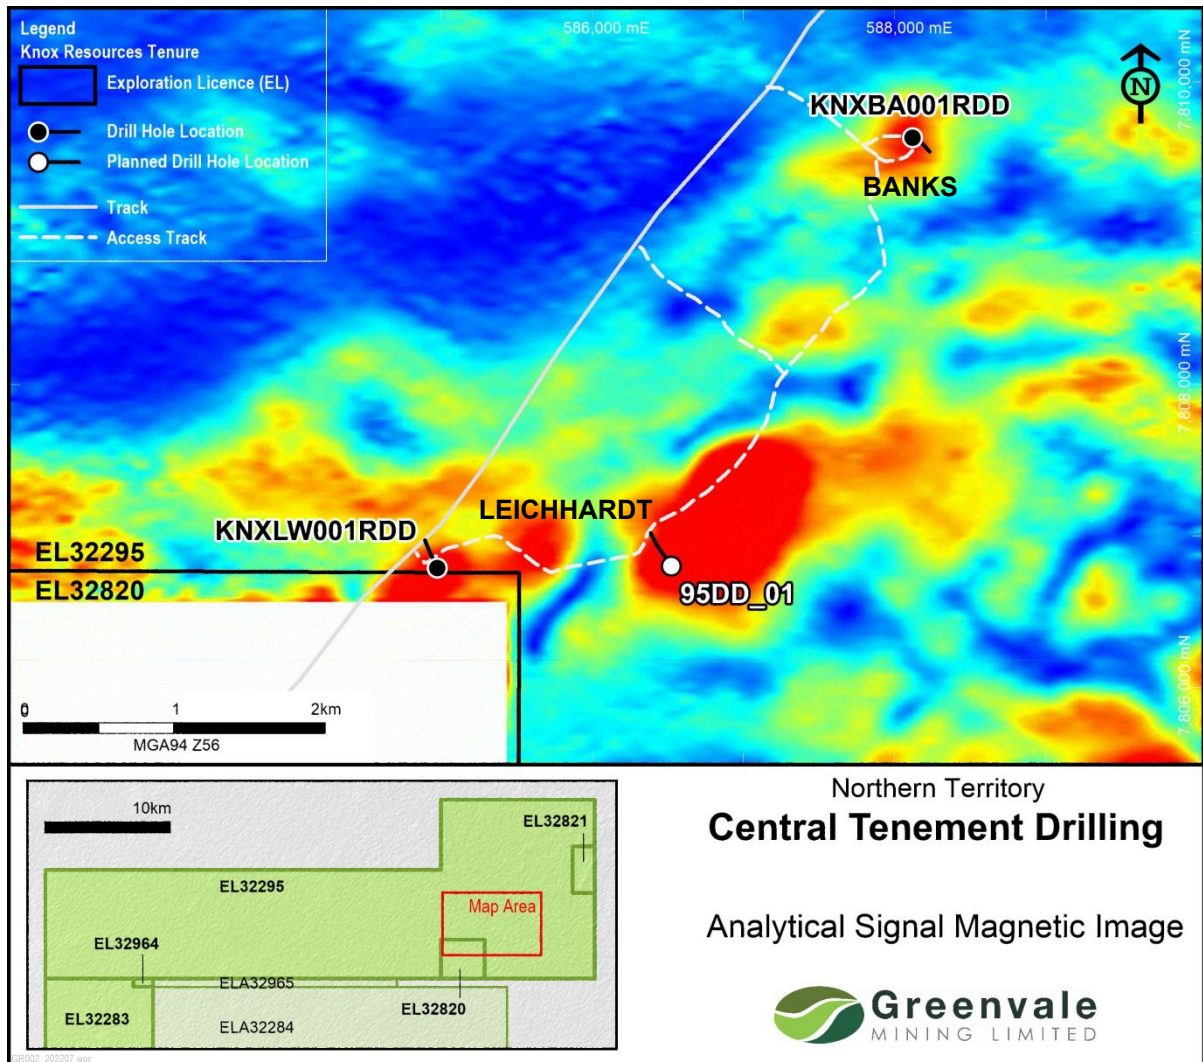 Legend
Knox Resources Tenure
Exploration Licence (EL)
Drill Hole Location
Planned Drill Hole Location
Track
Access Track
586,000 mE
588,000 mE
N
7,810,000 mN
KNXBA001RDD
BANKS
7,808,000 mN
LEICHHARDT
KNXLW001RDD
EL32295
EL32820
95DD_01
7,806,000 mN
0 1 2km
MGA94 Z56
10km
EL32821
EL32295
Map Area
EL32964
ELA32965
EL32283
ELA32284
EL32820
GR002_202207.wor
Northern Territory
Central Tenement Drilling
Analytical Signal Magnetic Image
Greenvale
MINING LIMITED